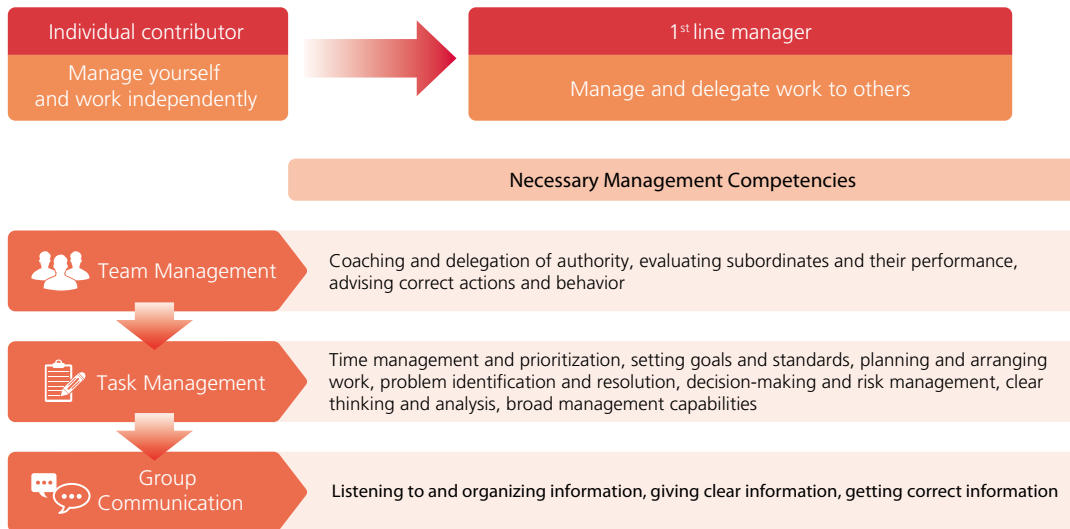 Individual contributor
Manage yourself
and work independently
1st line manager
Manage and delegate work to others
Necessary Management Competencies
Team Management
Coaching and delegation of authority, evaluating subordinates and their performance,
advising correct actions and behavior
Task Management
Time management and prioritization, setting goals and standards, planning and arranging
work, problem identification and resolution, decision-making and risk management, clear
thinking and analysis, broad management capabilities
Group
Communication
Listening to and organizing information, giving clear information, getting correct information